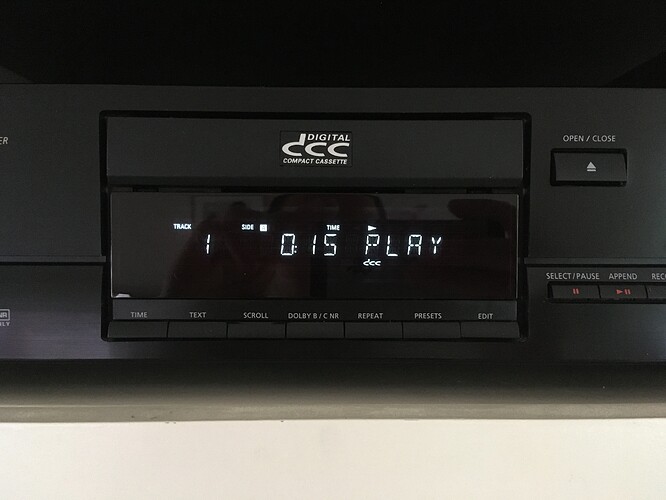 DIGITAL
dcc
COMPACT CASSETTE
OPEN / CLOSE
TRACK SIDE TIME
1 0:15 PLAY
dcc
SELECT/PAUSE APPEND
TIME TEXT SCROLL DOLBY B / C NR REPEAT PRESETS EDIT